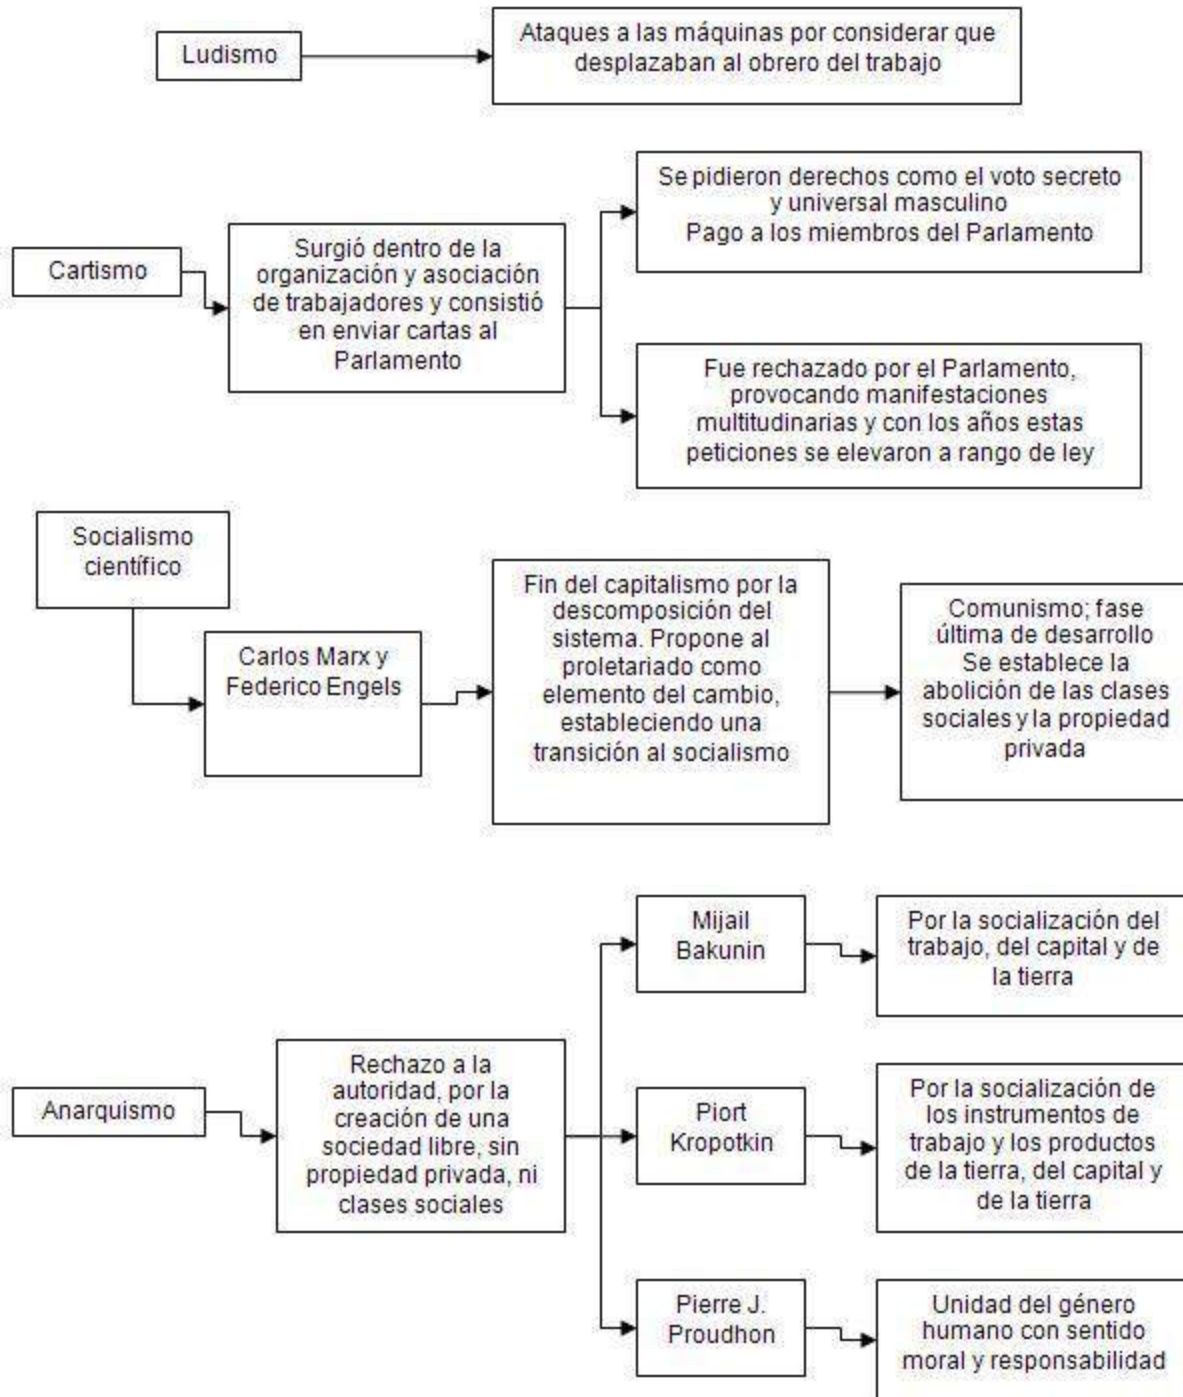 Ludismo
Ataques a las máquinas por considerar que
desplazaban al obrero del trabajo
Cartismo
Surgió dentro de la
organización y asociación
de trabajadores y consistió
en enviar cartas al
Parlamento
Se pidieron derechos como el voto secreto
y universal masculino
Pago a los miembros del Parlamento
Fue rechazado por el Parlamento,
provocando manifestaciones
multitudinarias y con los años estas
peticiones se elevaron a rango de ley
Socialismo
científico
Carlos Marx y
Federico Engels
Fin del capitalismo por la
descomposición del
sistema. Propone al
proletariado como
elemento del cambio,
estableciendo una
transición al socialismo
Comunismo; fase
última de desarrollo
Se establece la
abolición de las clases
sociales y la propiedad
privada
Anarquismo
Rechazo a la
autoridad, por la
creación de una
sociedad libre, sin
propiedad privada, ni
clases sociales
Mijail
Bakunin
Por la socialización del
trabajo, del capital y de
la tierra
Piort
Kropotkin
Por la socialización de
los instrumentos de
trabajo y los productos
de la tierra, del capital y
de la tierra
Pierre J.
Proudhon
Unidad del género
humano con sentido
moral y responsabilidad